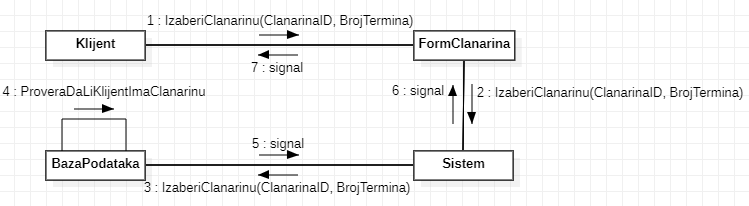 1 : IzaberiClanarinu(ClanarinaID, BrojTermina)
Klijent
FormClanarina
7 : signal
4 : ProveraDaLiKlijentImaClanarinu
6 : signal
2 : IzaberiClanarinu(ClanarinaID, BrojTermina)
5 : signal
BazaPodataka
Sistem
3 : IzaberiClanarinu(ClanarinaID, BrojTermina)